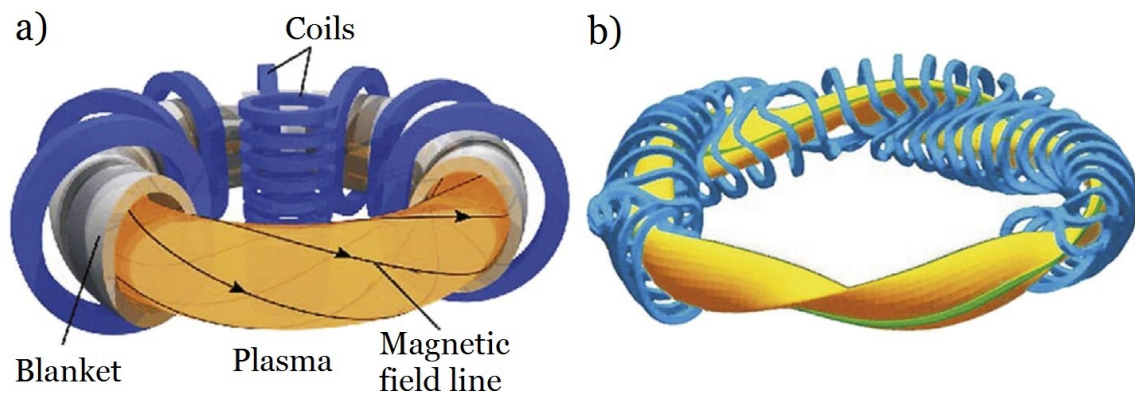 a)
Coils
b)
Blanket
Plasma
Magnetic
field line